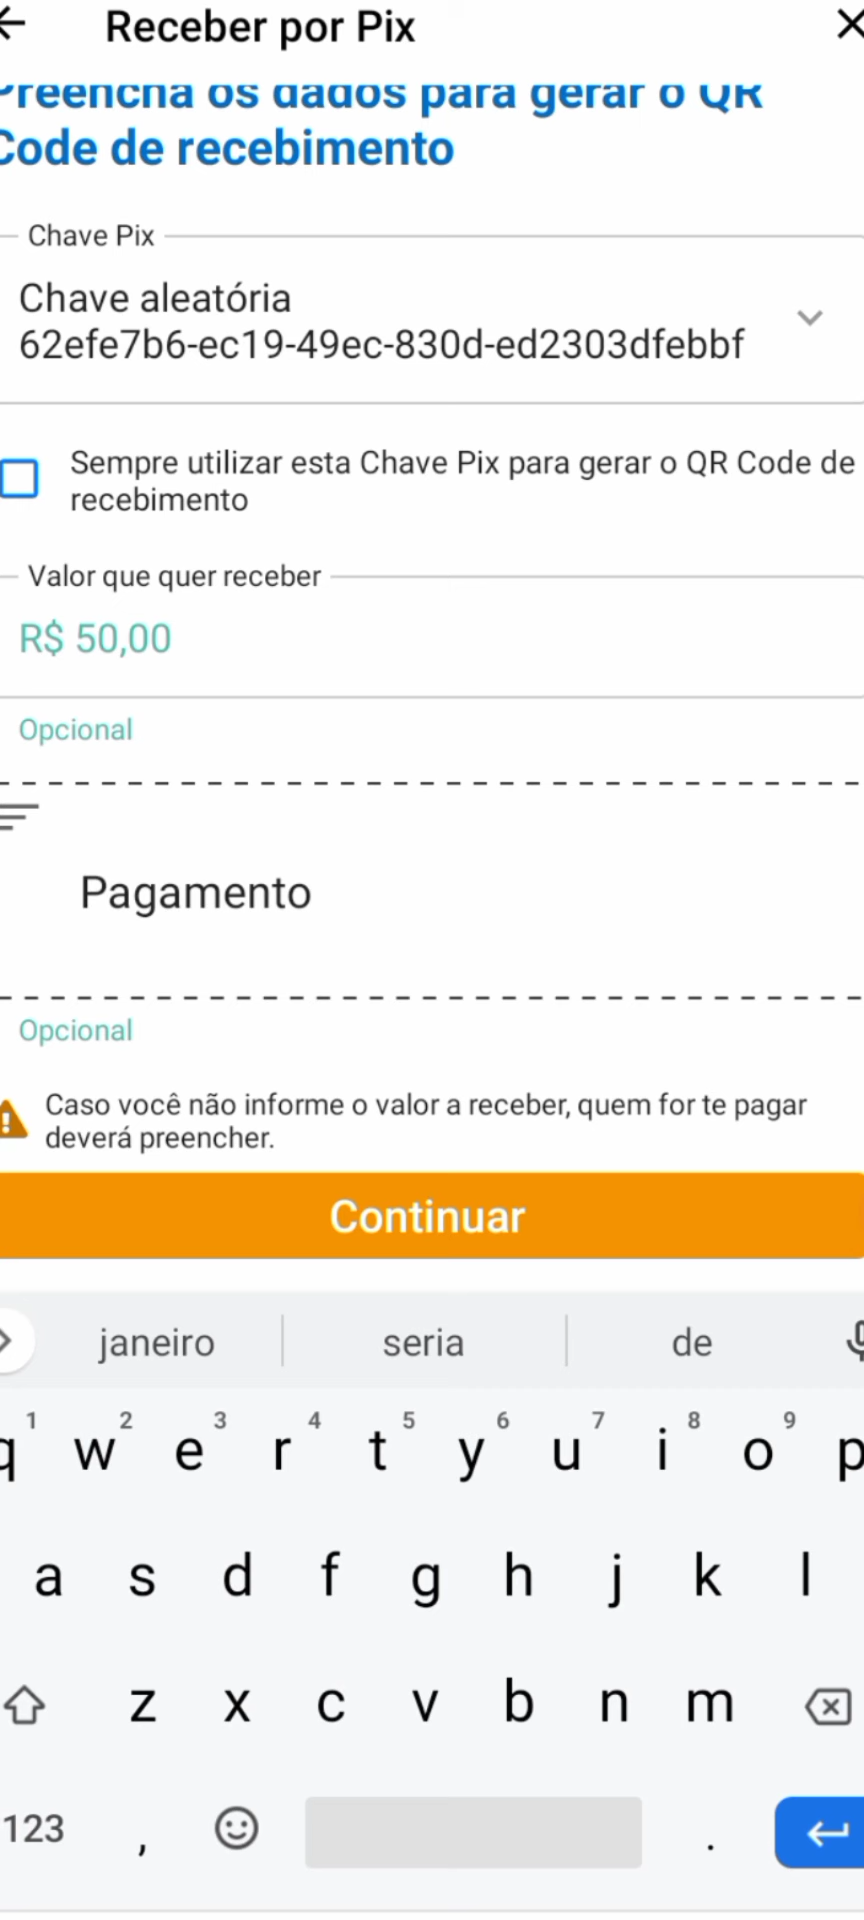 Receber por Pix
Preencha os dados para gerar o QR
Code de recebimento
Chave Pix
Chave aleatória
62efe7b6-ec19-49ec-830d-ed2303dfebbf
Sempre utilizar esta Chave Pix para gerar o QR Code de
recebimento
Valor que quer receber
R$ 50,00
Opcional
Pagamento
Opcional
Caso você não informe o valor a receber, quem for te pagar
deverá preencher.
Continuar
janeiro seria de
1 2 3 4 5 6 7 8 9
q w e r t y u i o p
a s d f g h j k l
z x c v b n m
123 , .